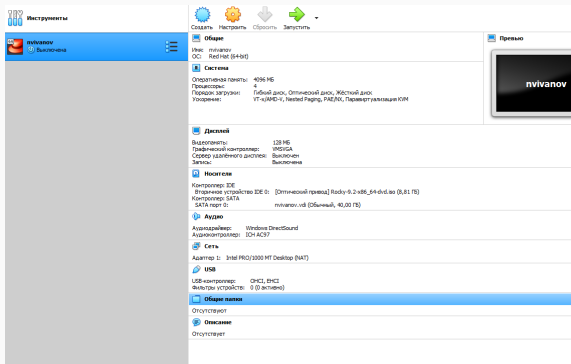 Инструменты
Создать Настроить Сбросить Запустить
nvivanov
Выключена
Общие
Имя: nvivanov
ОС: Red Hat (64-bit)
Превью
nvivanov
Система
Оперативная память: 4096 МБ
Процессоры: 4
Порядок загрузки: Гибкий диск, Оптический диск, Жёсткий диск
Ускорение: VT-x/AMD-V, Nested Paging, PAE/NX, Паравиртуализация KVM
Дисплей
Видеопамять: 128 МБ
Графический контроллер: VMSVGA
Сервер удалённого дисплея: Выключен
Запись: Выключена
Носители
Контроллер: IDE
Вторичное устройство IDE 0: [Оптический привод] Rocky-9.2-x86_64-dvd.iso (8,81 ГБ)
Контроллер: SATA
SATA порт 0: nvivanov.vdi (Обычный, 40,00 ГБ)
Аудио
Аудиодрайвер: Windows DirectSound
Аудиоконтроллер: ICH AC97
Сеть
Адаптер 1: Intel PRO/1000 MT Desktop (NAT)
USB
USB-контроллер: OHCI, EHCI
Фильтры устройств: 0 (0 активно)
Общие папки
Отсутствуют
Описание
Отсутствует